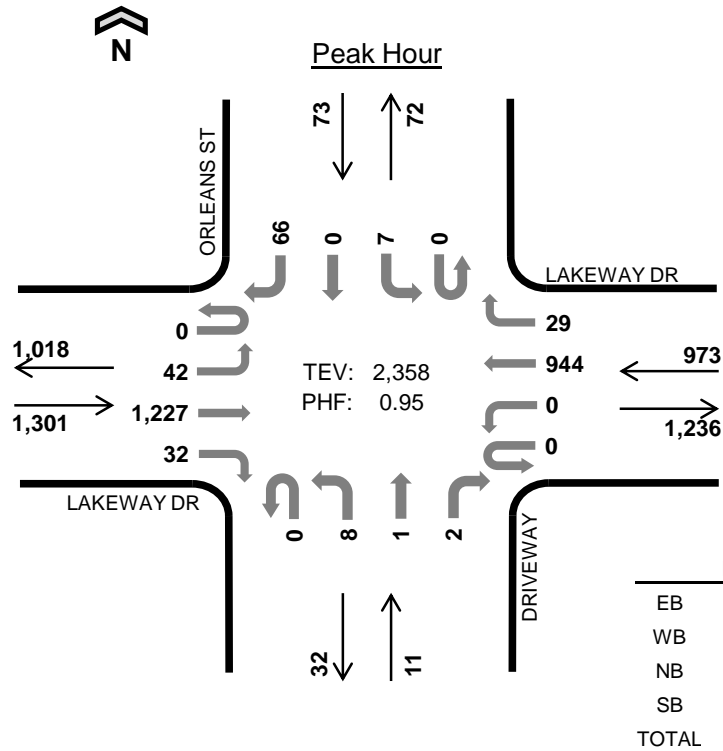 N
Peak Hour
73
72
ORLEANS ST
66
0
7
0
LAKEWAY DR
0
29
1,018
42
TEV: 2,358
944
973
1,301
1,227
PHF: 0.95
0
1,236
32
0
LAKEWAY DR
0
8
1
2
DRIVEWAY
32
11
EB
WB
NB
SB
TOTAL